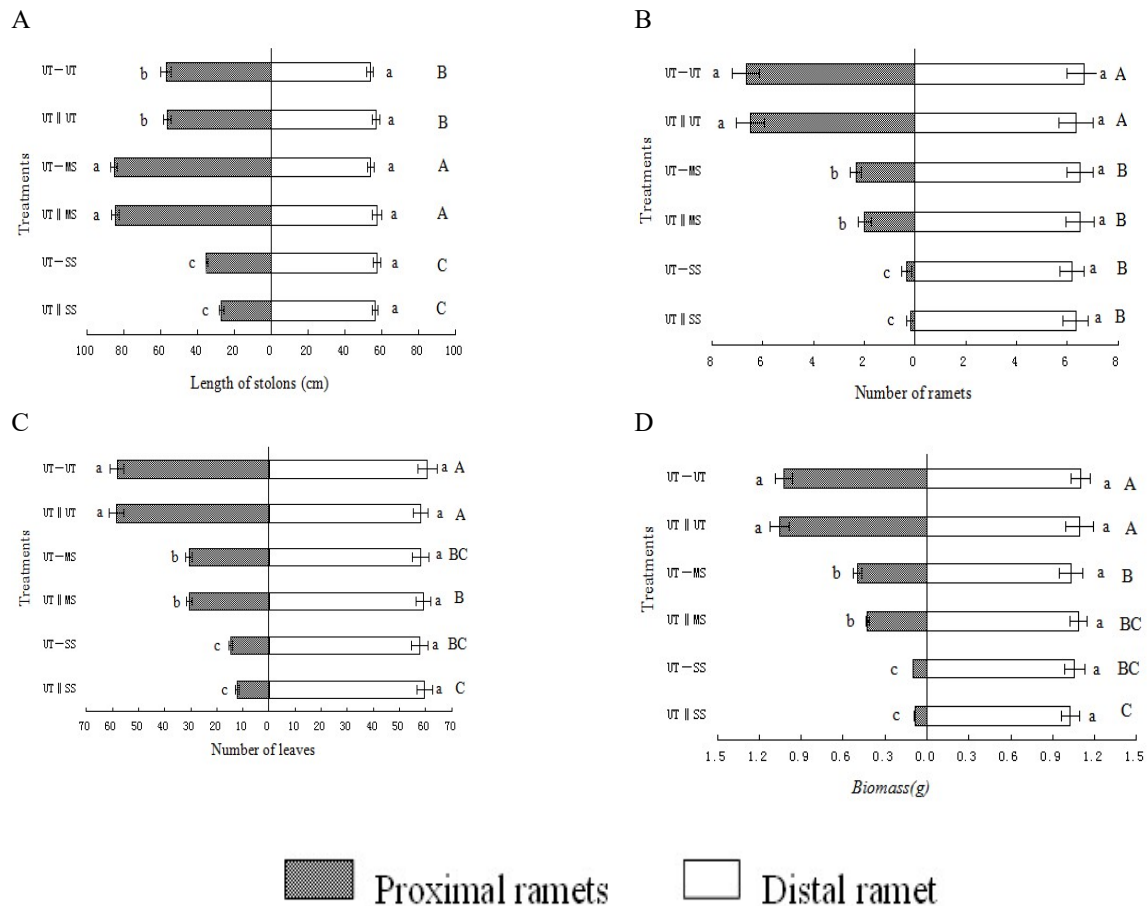 A
Treatments
UT—UT b a B
UT‖UT b a B
UT—MS a a A
UT‖MS a a A
UT—SS c a C
UT‖SS c a C
100 80 60 40 20 0 20 40 60 80 100
Length of stolons (cm)
B
UT—UT a a A
UT‖UT a a A
UT—MS b a B
UT‖MS b a B
UT—SS c a B
UT‖SS c a B
8 6 4 2 0 2 4 6 8
Number of ramets
C
Treatments
UT—UT a a A
UT‖UT a a A
UT—MS b a BC
UT‖MS b a B
UT—SS c a BC
UT‖SS c a C
70 60 50 40 30 20 10 0 10 20 30 40 50 60 70
Number of leaves
D
Treatments
UT—UT a a A
UT‖UT a a A
UT—MS b a B
UT‖MS b a BC
UT—SS c a BC
UT‖SS c a C
1.5 1.2 0.9 0.6 0.3 0.0 0.3 0.6 0.9 1.2 1.5
Biomass(g)
Proximal ramets Distal ramet